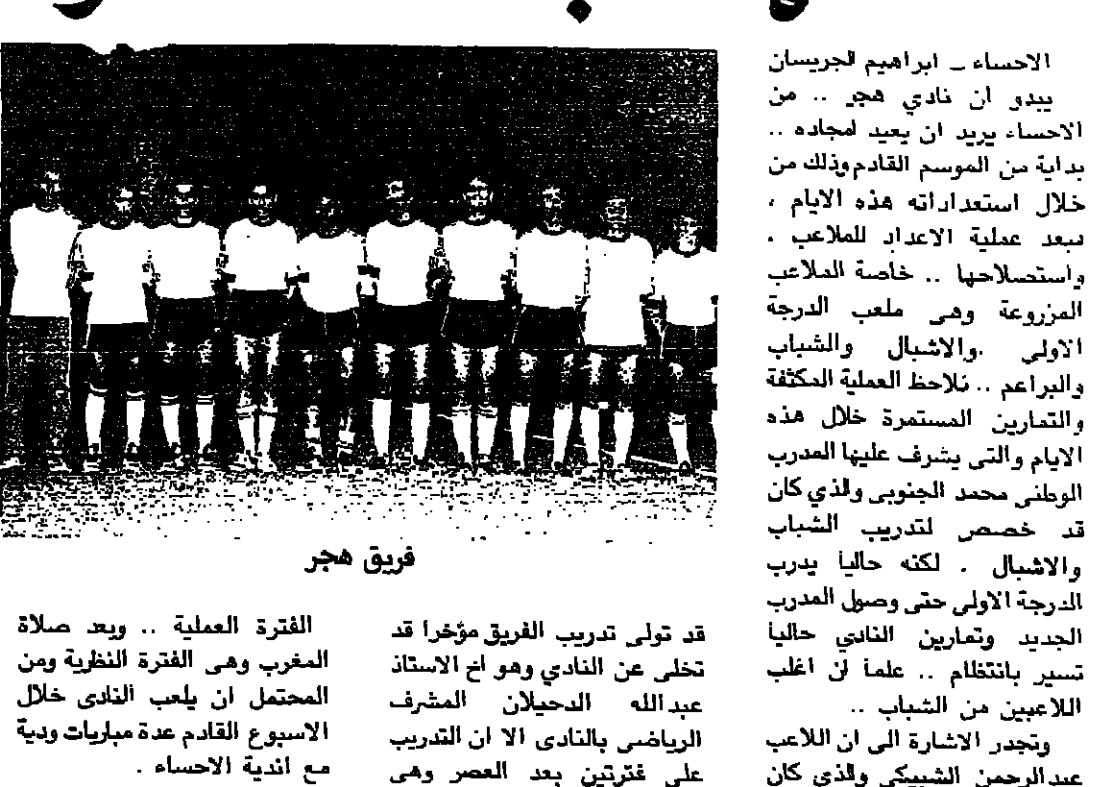 الاحساء ـ ابراهيم الجريسان
يبدو ان نادي هجر .. من
الاحساء يريد ان يعيد امجاده ..
بداية من الموسم القادم وذلك من
خلال استعداداته هذه الايام ،
فبعد عملية الاعداد للملاعب .
واستصلاحها .. خاصة الملاعب
المزروعة وهى ملعب الدرجة
الاولى .والاشبال والشباب
والبراعم .. نلاحظ العملية المكثفة
والتمارين المستمرة خلال هذه
الايام والتى يشرف عليها المدرب
الوطنى محمد الجنوبى والذي كان
قد خصص لتدريب الشباب
والاشبال . لكنه حاليا يدرب
الدرجة الاولى حتى وصول المدرب
الجديد وتمارين النادي حاليا
تسير بانتظام .. علما ان اغلب
اللاعبين من الشباب ..
وتجدر الاشارة الى ان اللاعب
عبدالرحمن الشبيكى والذي كان
فريق هجر
قد تولى تدريب الفريق مؤخرا قد
تخلى عن النادي وهو اخ الاستاذ
عبدالله الدحيلان المشرف
الرياضى بالنادى الا ان التدريب
على فترتين بعد العصر وهى
الفترة العملية .. وبعد صلاة
المغرب وهى الفترة النظرية ومن
المحتمل ان يلعب النادى خلال
الاسبوع القادم عدة مباريات ودية
مع اندية الاحساء .